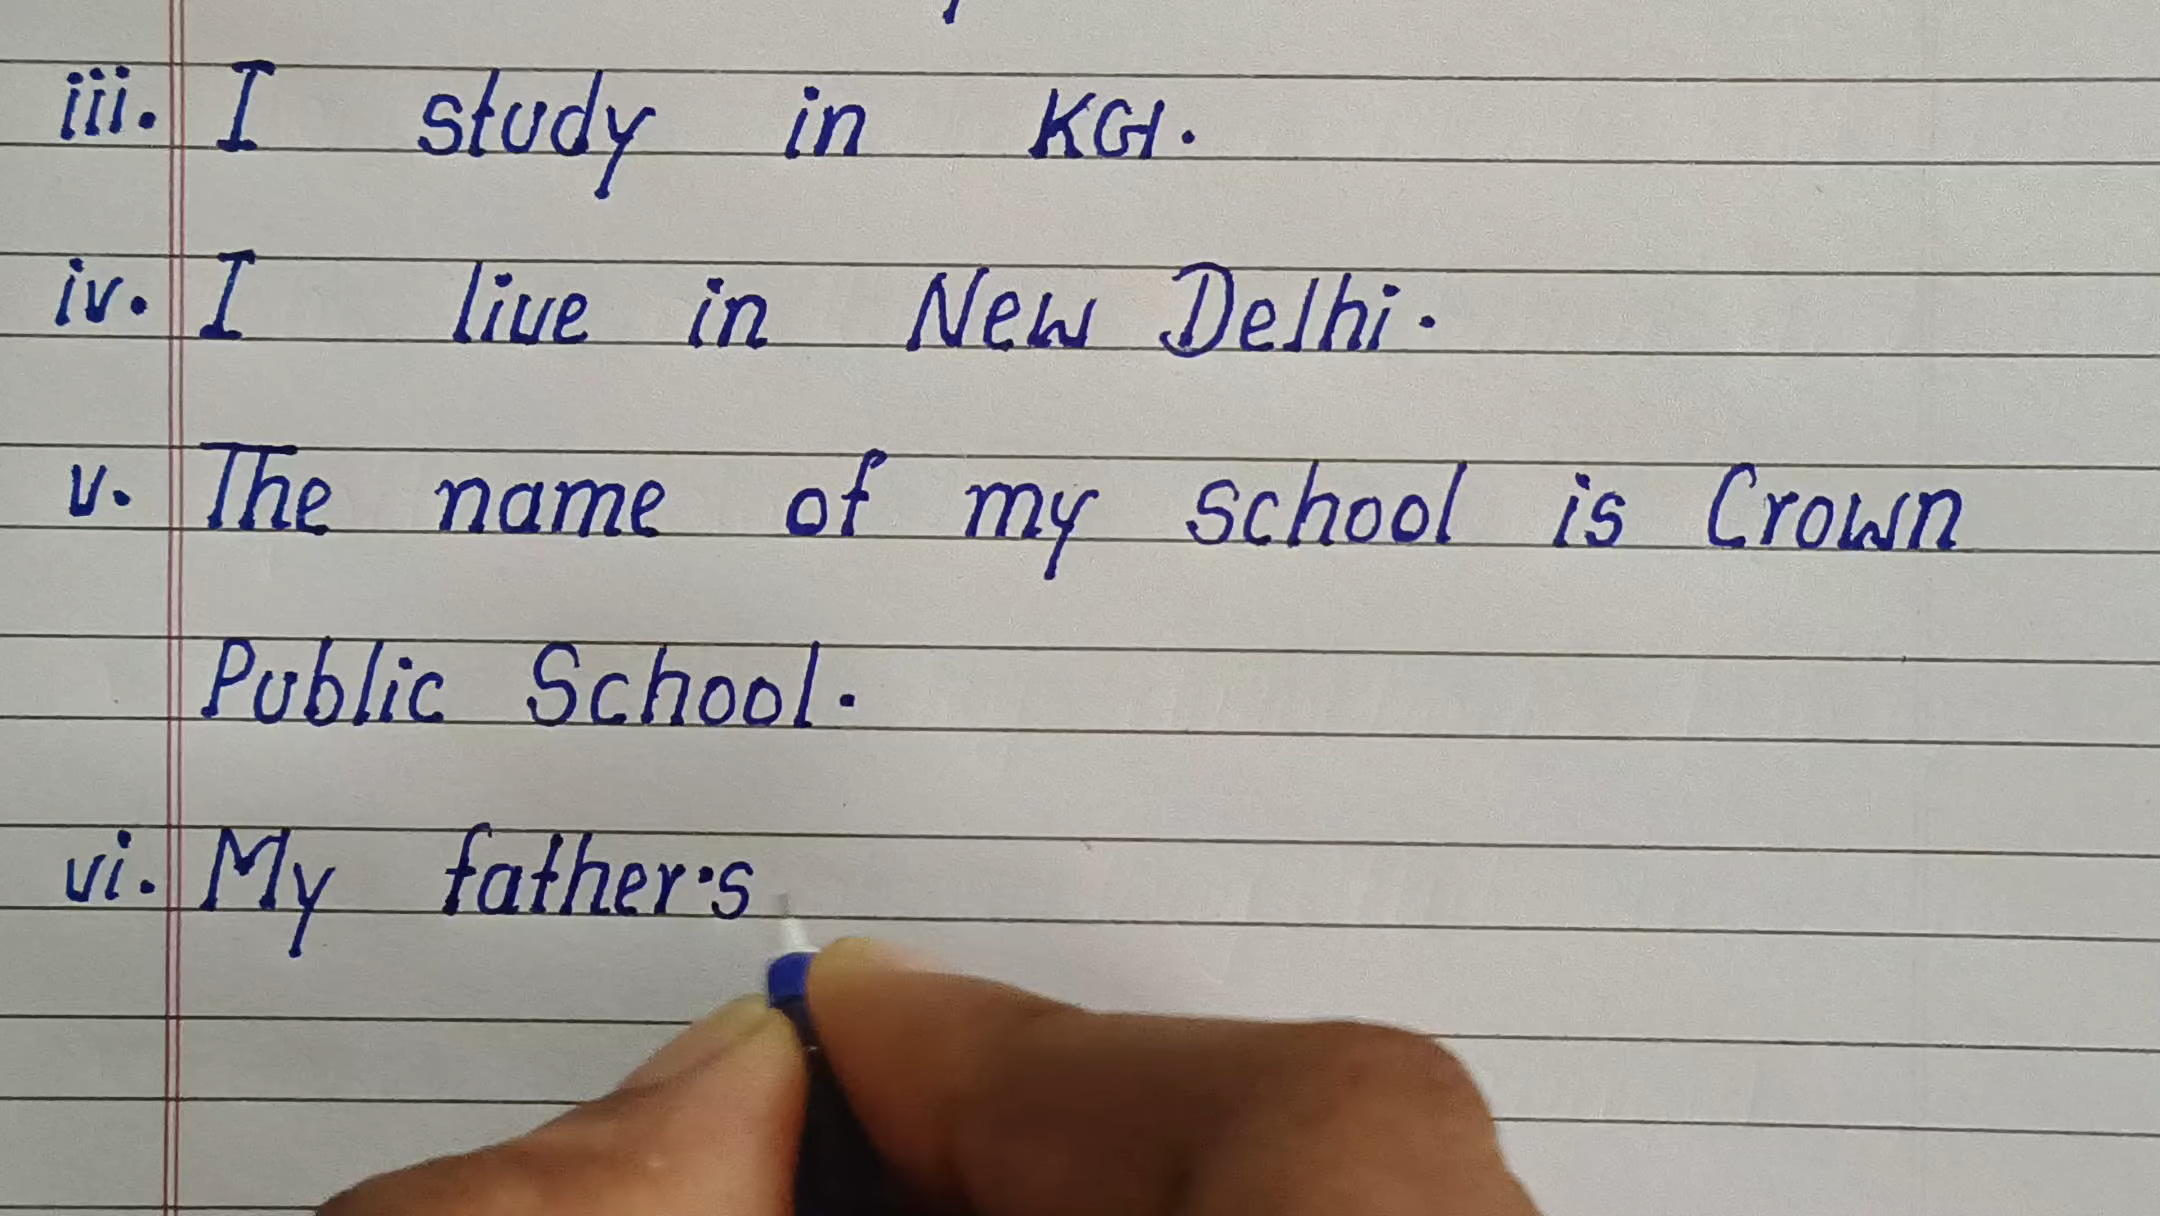 iii. I study in KG.
iv. I live in New Delhi.
v. The name of my school is Crown
Public School.
vi. My father's